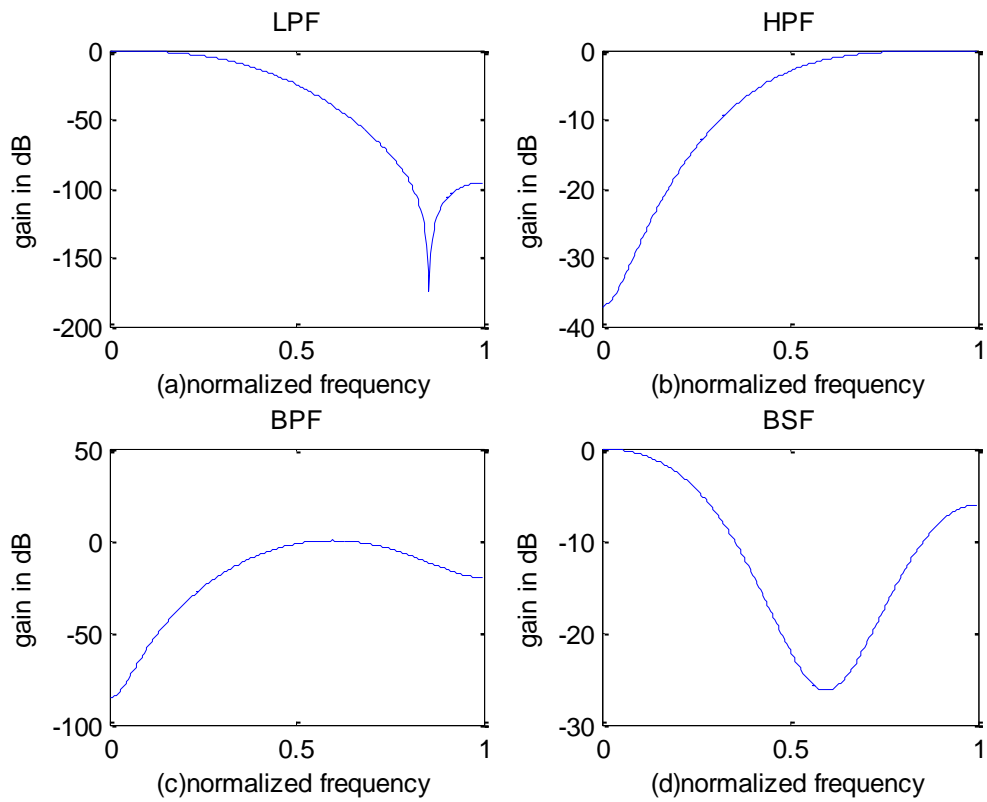 LPF
0
-50
-100
-150
-200
gain in dB
0
0.5
1
(a)normalized frequency
HPF
0
-10
-20
-30
-40
gain in dB
0
0.5
1
(b)normalized frequency
BPF
50
0
-50
-100
gain in dB
0
0.5
1
(c)normalized frequency
BSF
0
-10
-20
-30
gain in dB
0
0.5
1
(d)normalized frequency